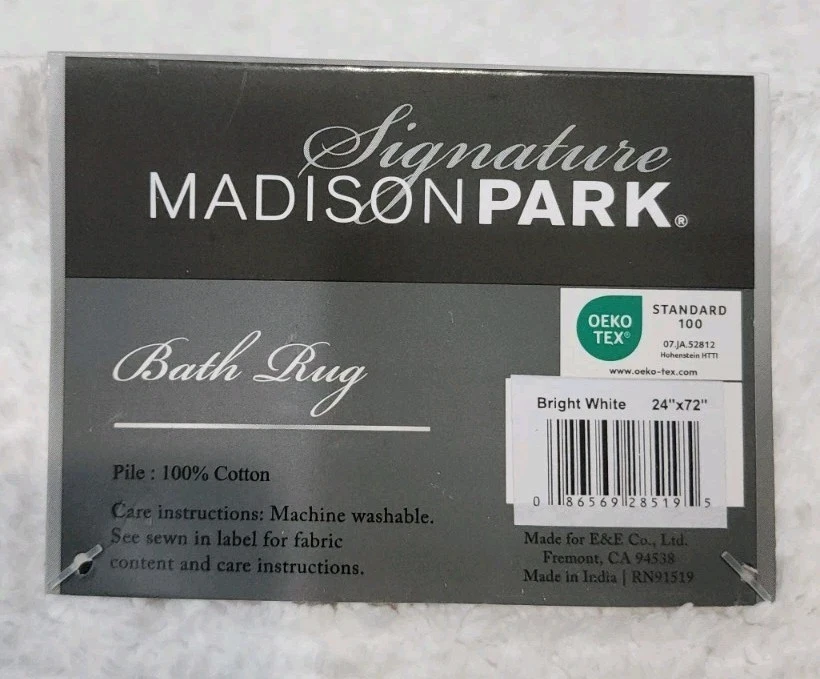 Signature
MADISONPARK®
Bath Rug
Pile : 100% Cotton
Care instructions: Machine washable.
See sewn in label for fabric
content and care instructions.
OEKO
TEX®
STANDARD
100
07.JA.52812
Hohenstein HTTI
www.oeko-tex.com
Bright White 24"x72"
0 86569 28519 5
Made for E&E Co., Ltd.
Fremont, CA 94538
Made in India | RN91519